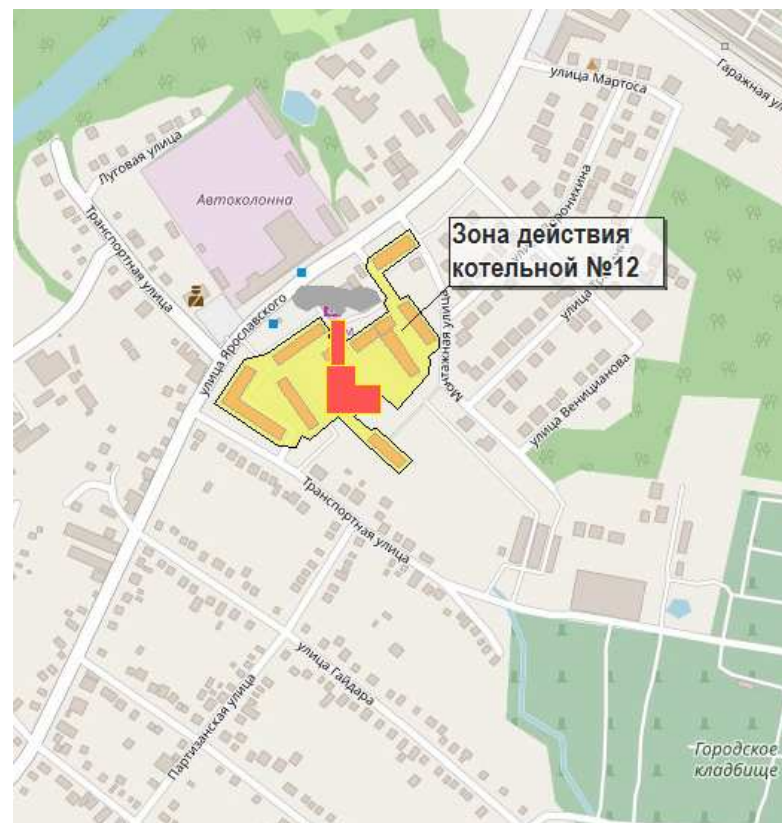 Гаражная ул
улица Мартоса
Луговая улица
Автоколонна
Транспортная улица
Зона действия
котельной №12
улица Ярославского
Монтажная улица
улица Веницианова
Транспортная улица
улица Гайдара
Партизанская улица
Городское
кладбище